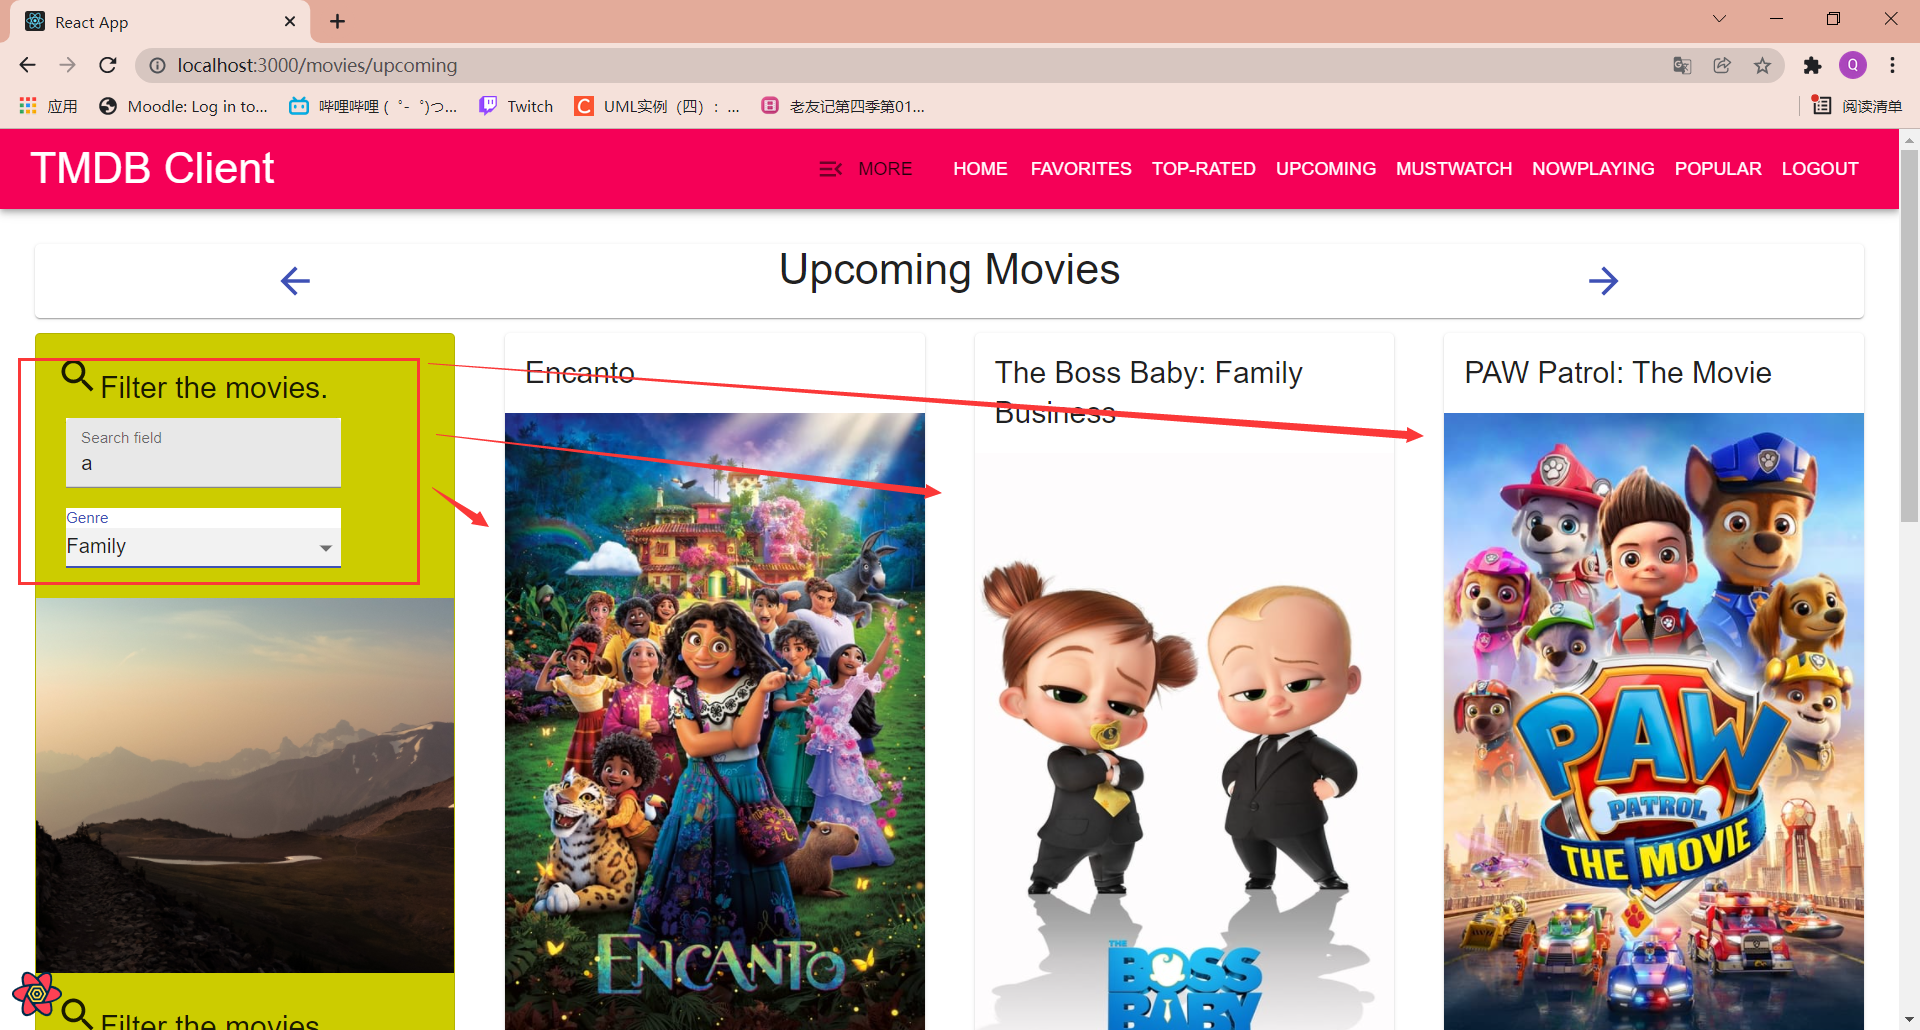 React App
localhost:3000/movies/upcoming
Q
应用
Moodle: Log in to...
哔哩哔哩 ( ゜- ゜)つ...
Twitch
UML实例（四）：...
老友记第四季第01...
阅读清单
TMDB Client
MORE
HOME
FAVORITES
TOP-RATED
UPCOMING
MUSTWATCH
NOWPLAYING
POPULAR
LOGOUT
Upcoming Movies
Filter the movies.
Search field
a
Genre
Family
Filter the movies.
Encanto
ENCANTO
The Boss Baby: Family
Business
THE
BOSS
BABY
PAW Patrol: The Movie
PAW
PATROL
THE MOVIE